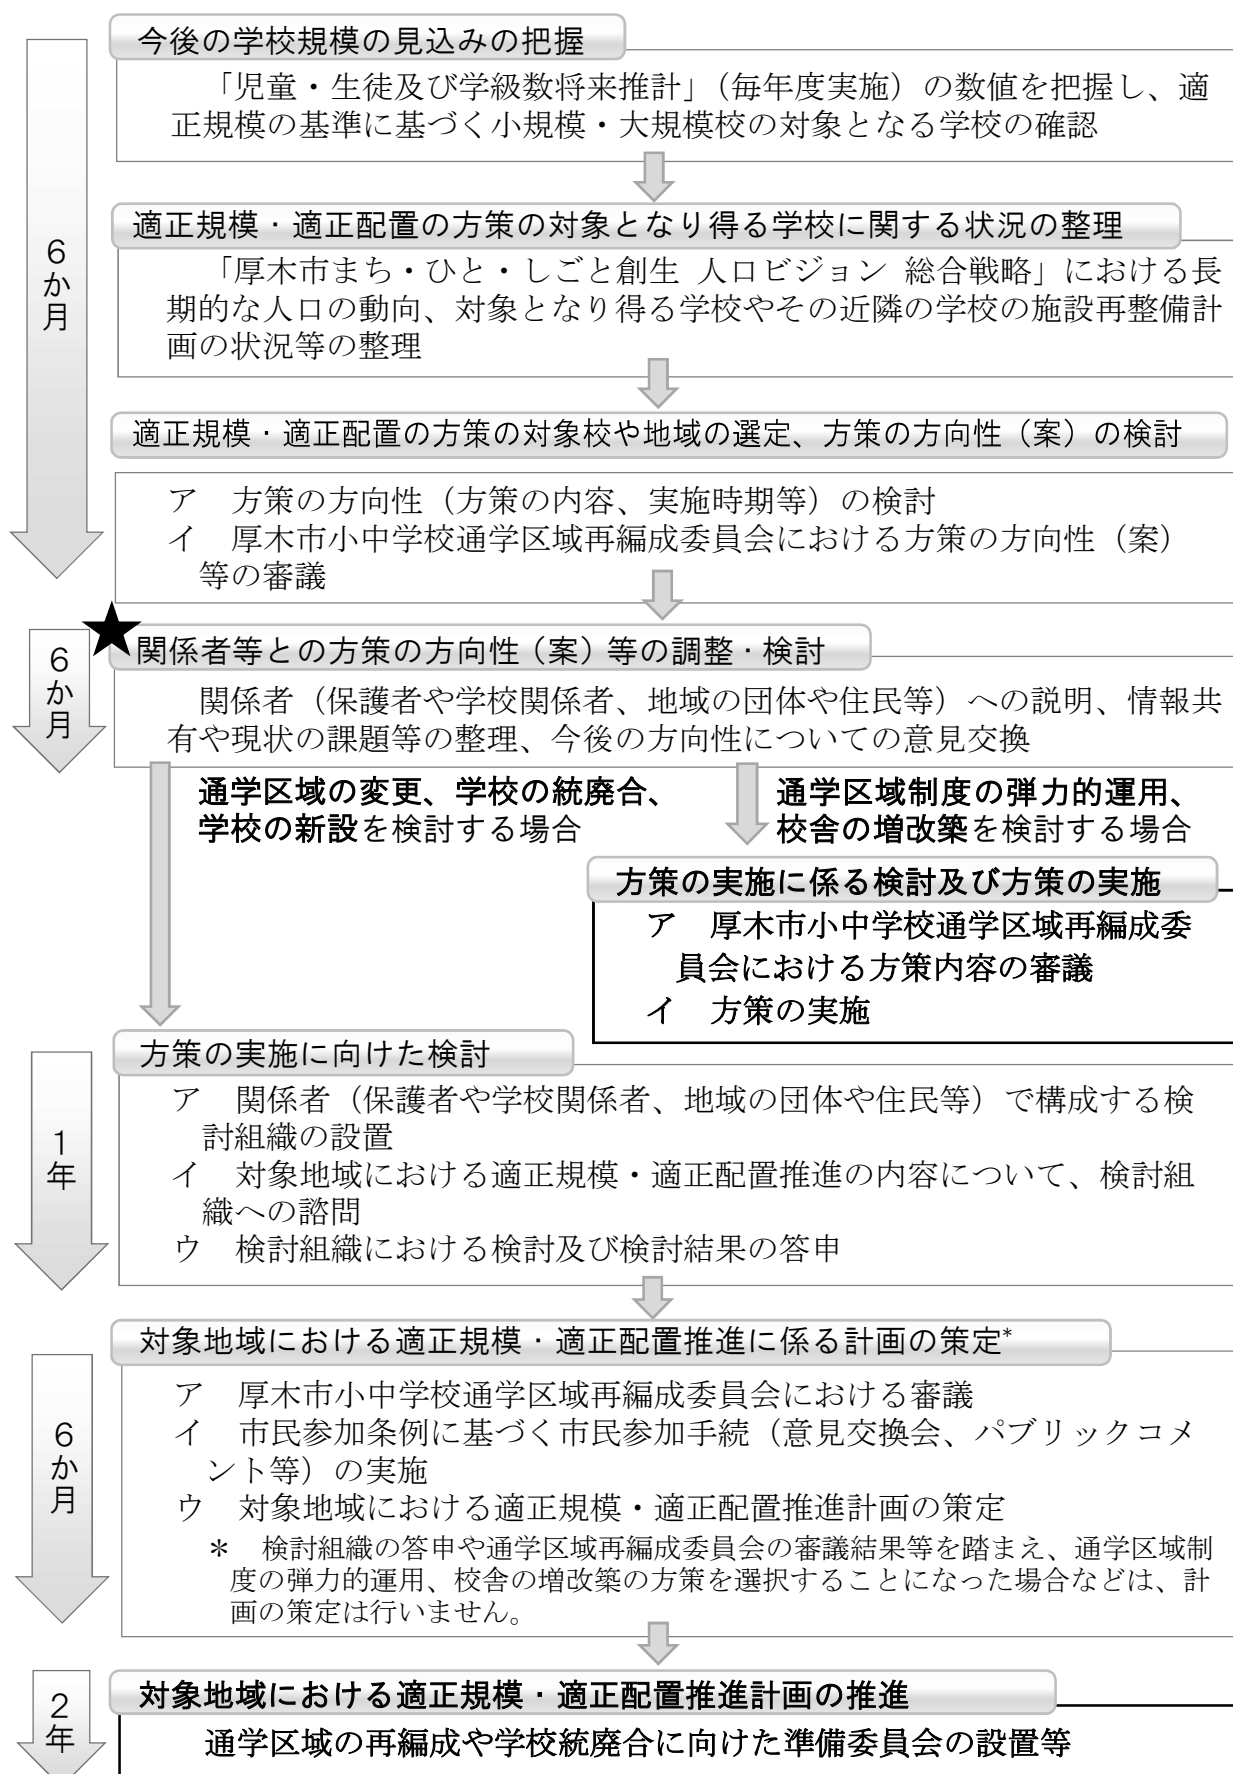 今後の学校規模の見込みの把握
「児童・生徒及び学級数将来推計」（毎年度実施）の数値を把握し、適
正規模の基準に基づく小規模・大規模校の対象となる学校の確認
適正規模・適正配置の方策の対象となり得る学校に関する状況の整理
「厚木市まち・ひと・しごと創生 人口ビジョン 総合戦略」における長
期的な人口の動向、対象となり得る学校やその近隣の学校の施設再整備計
画の状況等の整理
6か月
適正規模・適正配置の方策の対象校や地域の選定、方策の方向性（案）の検討
ア　方策の方向性（方策の内容、実施時期等）の検討
イ　厚木市小中学校通学区域再編成委員会における方策の方向性（案）
等の審議
★
関係者等との方策の方向性（案）等の調整・検討
6か月
関係者（保護者や学校関係者、地域の団体や住民等）への説明、情報共
有や現状の課題等の整理、今後の方向性についての意見交換
通学区域の変更、学校の統廃合、
学校の新設を検討する場合
通学区域制度の弾力的運用、
校舎の増改築を検討する場合
方策の実施に係る検討及び方策の実施
ア　厚木市小中学校通学区域再編成委
員会における方策内容の審議
イ　方策の実施
方策の実施に向けた検討
1年
ア　関係者（保護者や学校関係者、地域の団体や住民等）で構成する検
討組織の設置
イ　対象地域における適正規模・適正配置推進の内容について、検討組
織への諮問
ウ　検討組織における検討及び検討結果の答申
対象地域における適正規模・適正配置推進に係る計画の策定*
6か月
ア　厚木市小中学校通学区域再編成委員会における審議
イ　市民参加条例に基づく市民参加手続（意見交換会、パブリックコメ
ント等）の実施
ウ　対象地域における適正規模・適正配置推進計画の策定
＊　検討組織の答申や通学区域再編成委員会の審議結果等を踏まえ、通学区域制
度の弾力的運用、校舎の増改築の方策を選択することになった場合などは、計
画の策定は行いません。
対象地域における適正規模・適正配置推進計画の推進
2年
通学区域の再編成や学校統廃合に向けた準備委員会の設置等